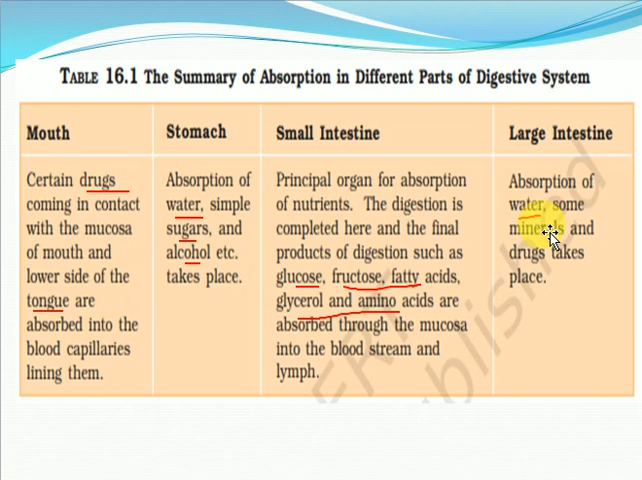 TABLE 16.1 The Summary of Absorption in Different Parts of Digestive System
Mouth
Certain drugs
coming in contact
with the mucosa
of mouth and
lower side of the
tongue are
absorbed into the
blood capillaries
lining them.
Stomach
Absorption of
water, simple
sugars, and
alcohol etc.
takes place.
Small Intestine
Principal organ for absorption
of nutrients. The digestion is
completed here and the final
products of digestion such as
glucose, fructose, fatty acids,
glycerol and amino acids are
absorbed through the mucosa
into the blood stream and
lymph.
Large Intestine
Absorption of
water, some
minerals and
drugs takes
place.